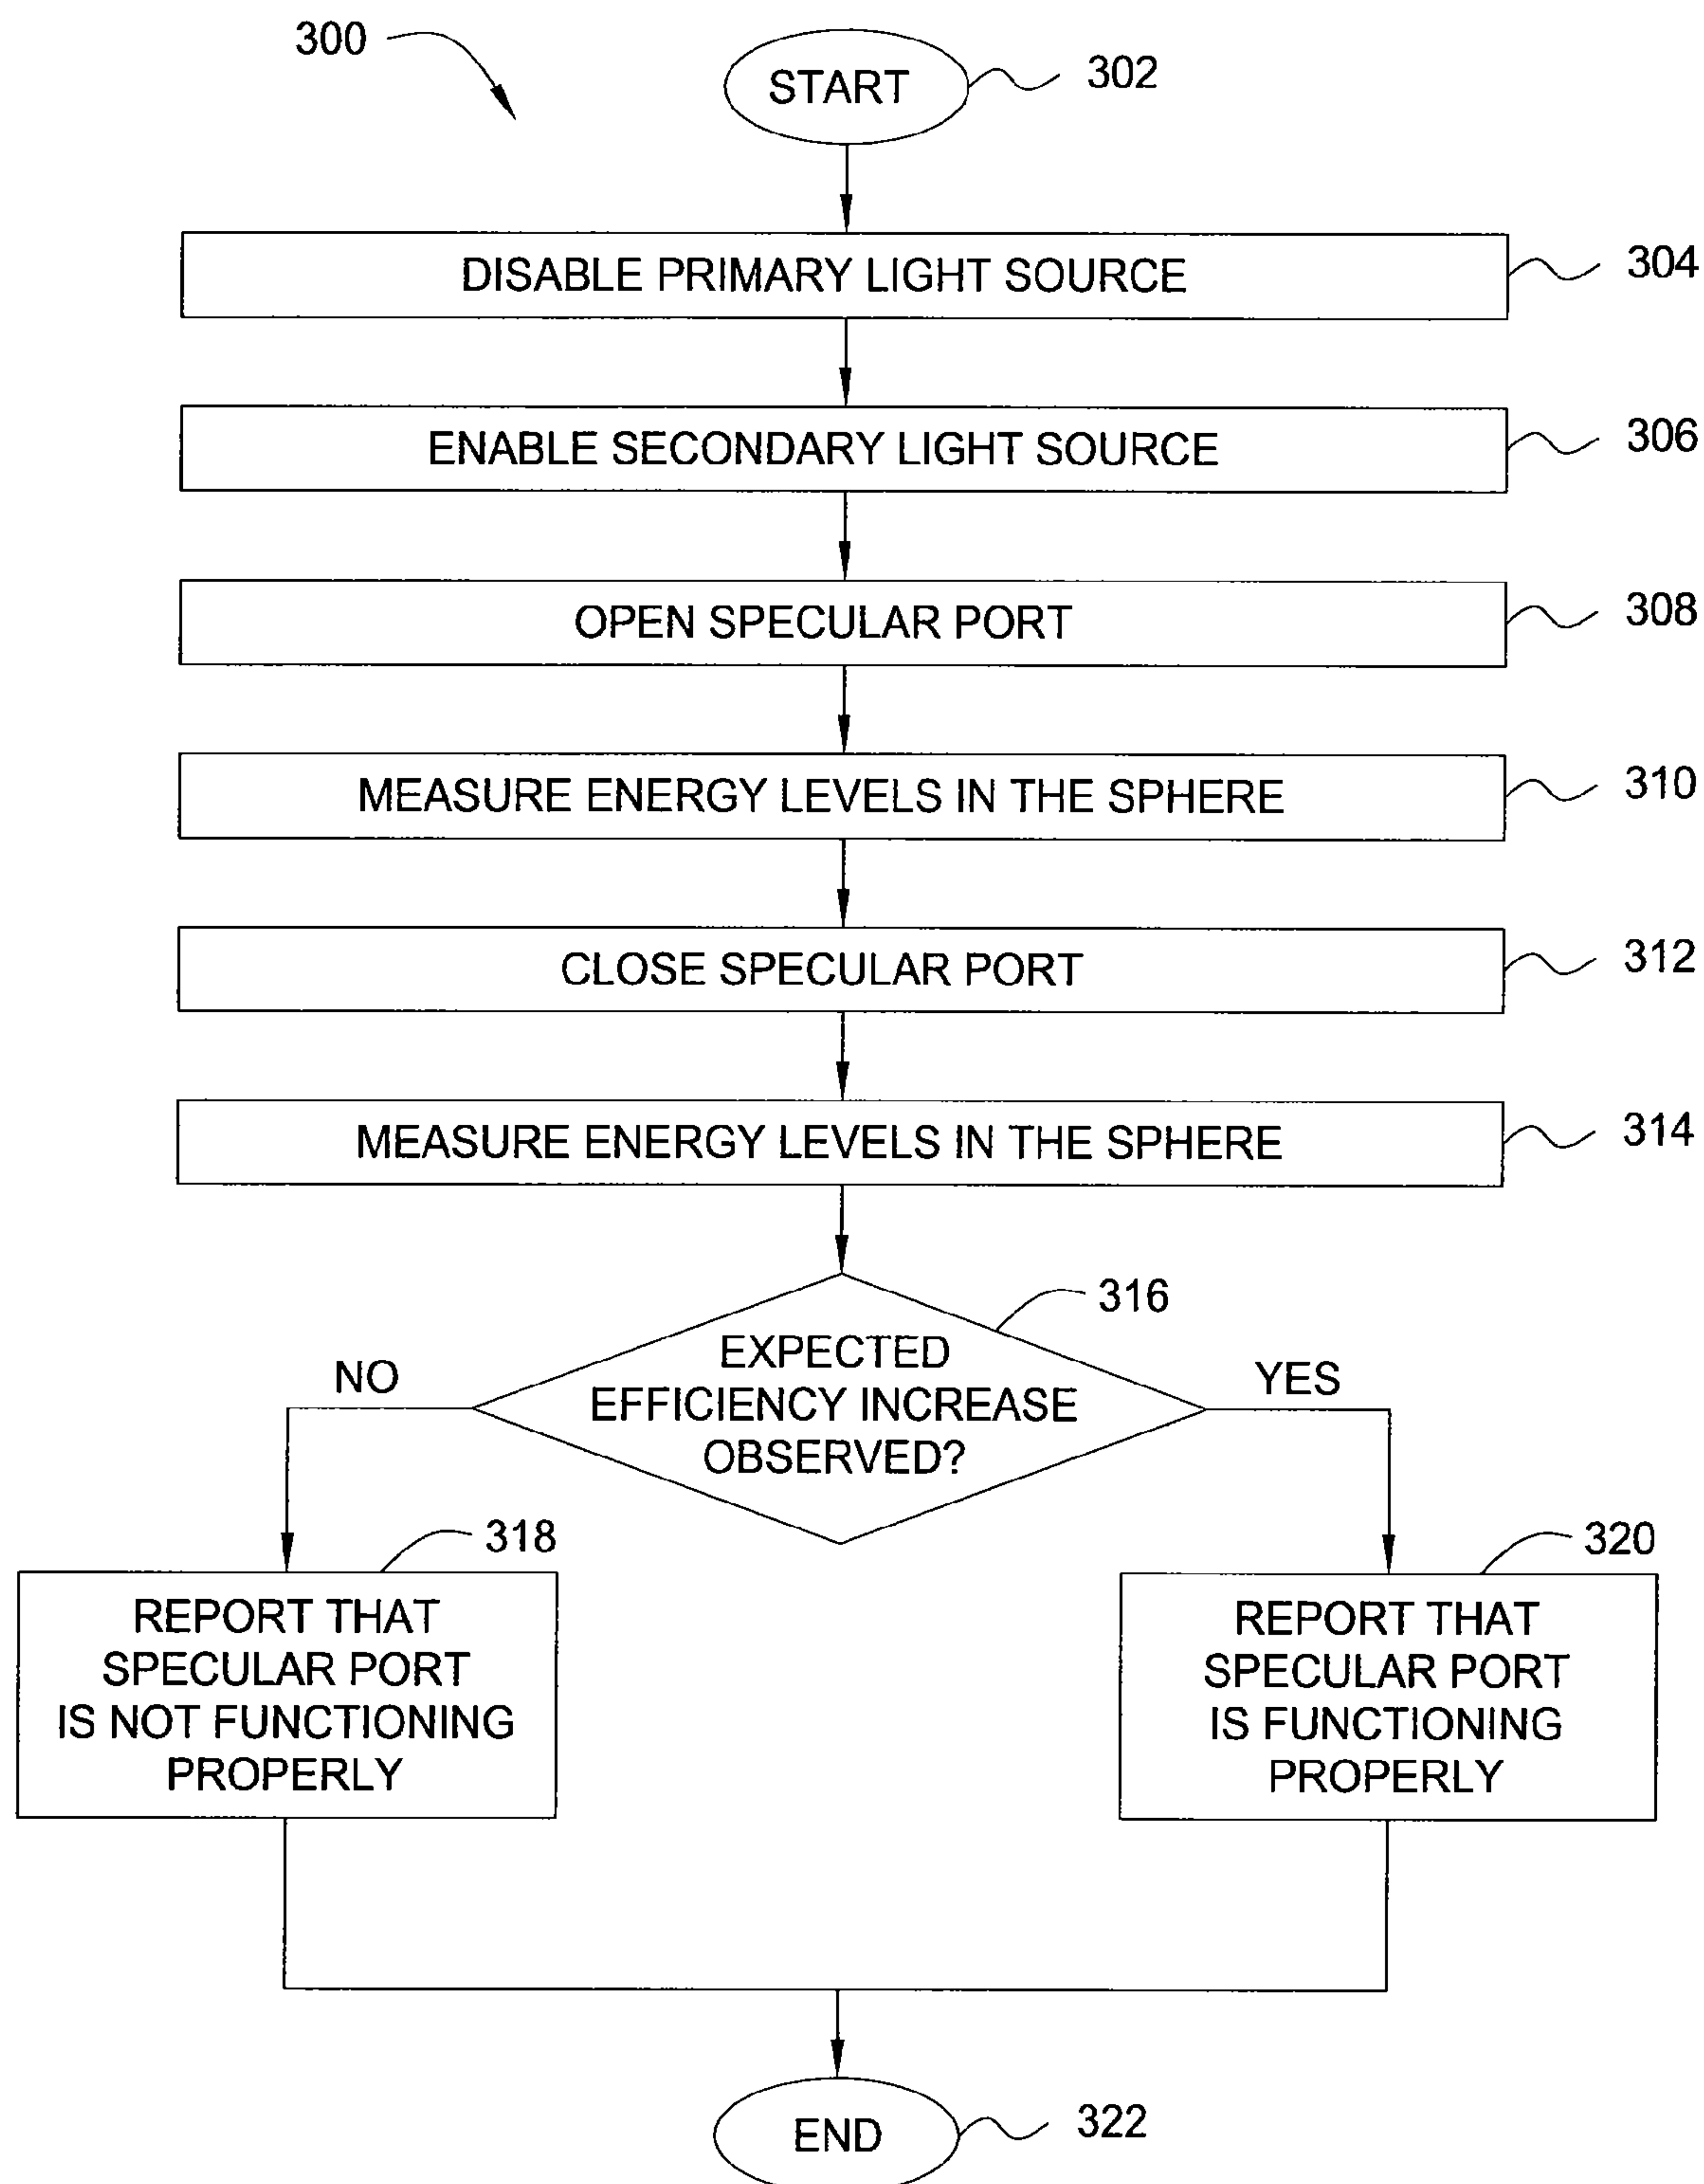 300
START
302
DISABLE PRIMARY LIGHT SOURCE
304
ENABLE SECONDARY LIGHT SOURCE
306
OPEN SPECULAR PORT
308
MEASURE ENERGY LEVELS IN THE SPHERE
310
CLOSE SPECULAR PORT
312
MEASURE ENERGY LEVELS IN THE SPHERE
314
316
EXPECTED
EFFICIENCY INCREASE
OBSERVED?
NO
YES
318
REPORT THAT
SPECULAR PORT
IS NOT FUNCTIONING
PROPERLY
320
REPORT THAT
SPECULAR PORT
IS FUNCTIONING
PROPERLY
END
322